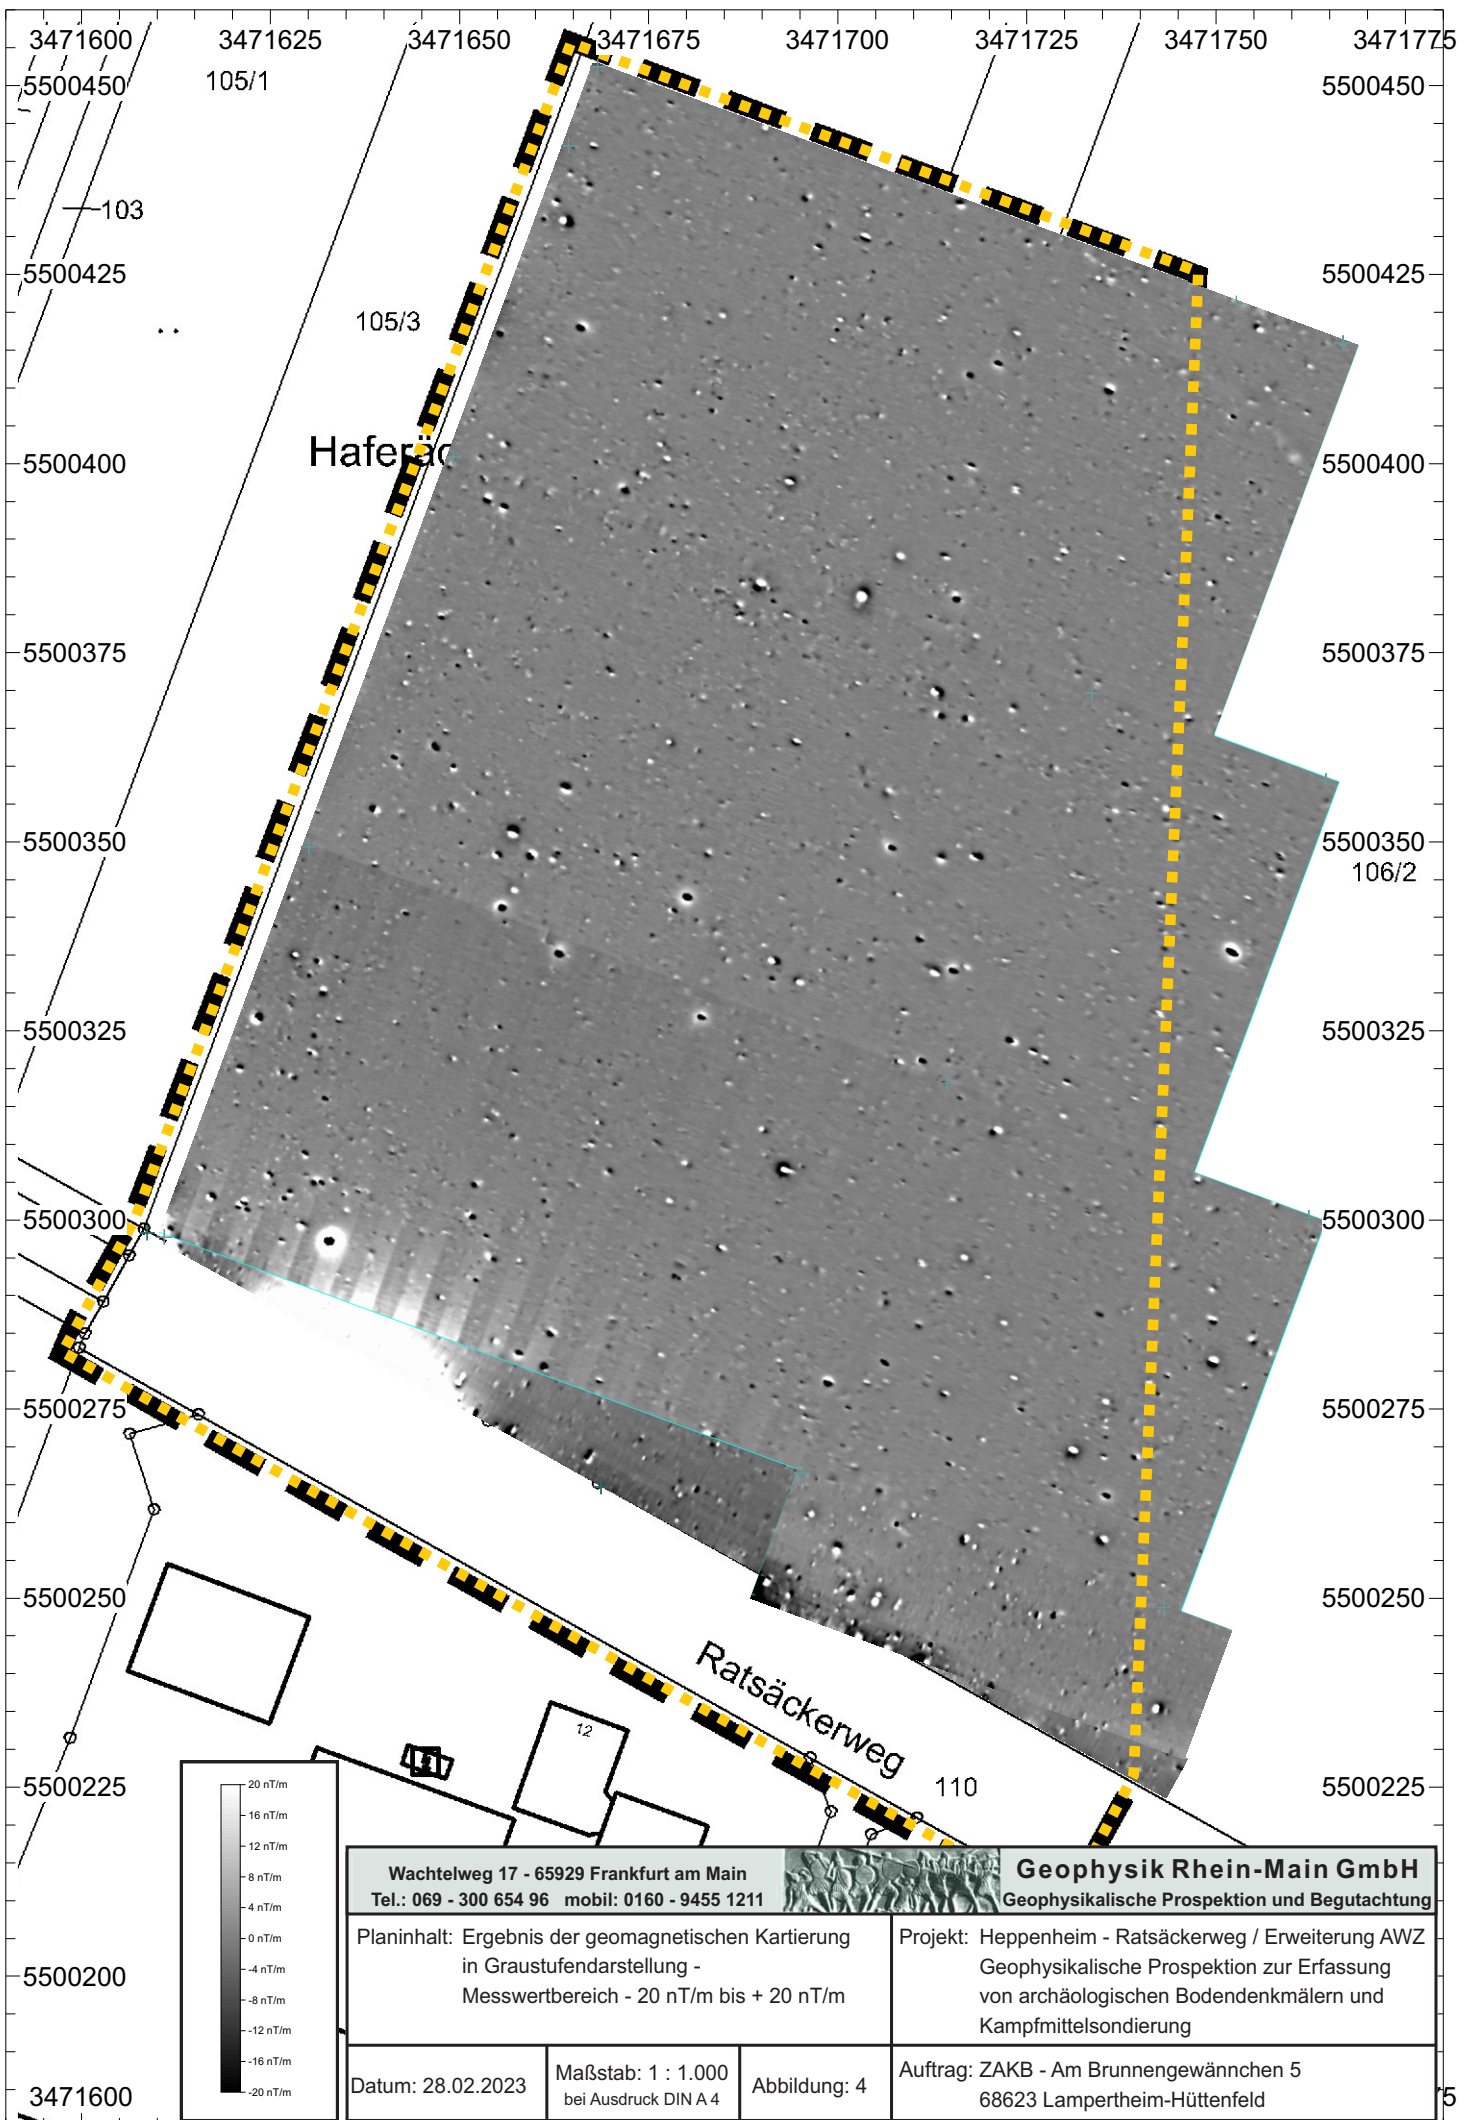 3471600 3471625 3471650 3471675 3471700 3471725 3471750 3471775
105/1
5500450 5500450
103
5500425 5500425
105/3
Haferäc
5500400 5500400
5500375 5500375
5500350 5500350
106/2
5500325 5500325
5500300 5500300
5500275 5500275
5500250 5500250
Ratsäckerweg
12
110
5500225 5500225
5500200
3471600
5
20 nT/m
16 nT/m
12 nT/m
8 nT/m
4 nT/m
0 nT/m
-4 nT/m
-8 nT/m
-12 nT/m
-16 nT/m
-20 nT/m
Wachtelweg 17 - 65929 Frankfurt am Main
Tel.: 069 - 300 654 96 mobil: 0160 - 9455 1211
Geophysik Rhein-Main GmbH
Geophysikalische Prospektion und Begutachtung
Planinhalt: Ergebnis der geomagnetischen Kartierung
in Graustufendarstellung -
Messwertbereich - 20 nT/m bis + 20 nT/m
Projekt: Heppenheim - Ratsäckerweg / Erweiterung AWZ
Geophysikalische Prospektion zur Erfassung
von archäologischen Bodendenkmälern und
Kampfmittelsondierung
Datum: 28.02.2023
Maßstab: 1 : 1.000
bei Ausdruck DIN A 4
Abbildung: 4
Auftrag: ZAKB - Am Brunnengewännchen 5
68623 Lampertheim-Hüttenfeld